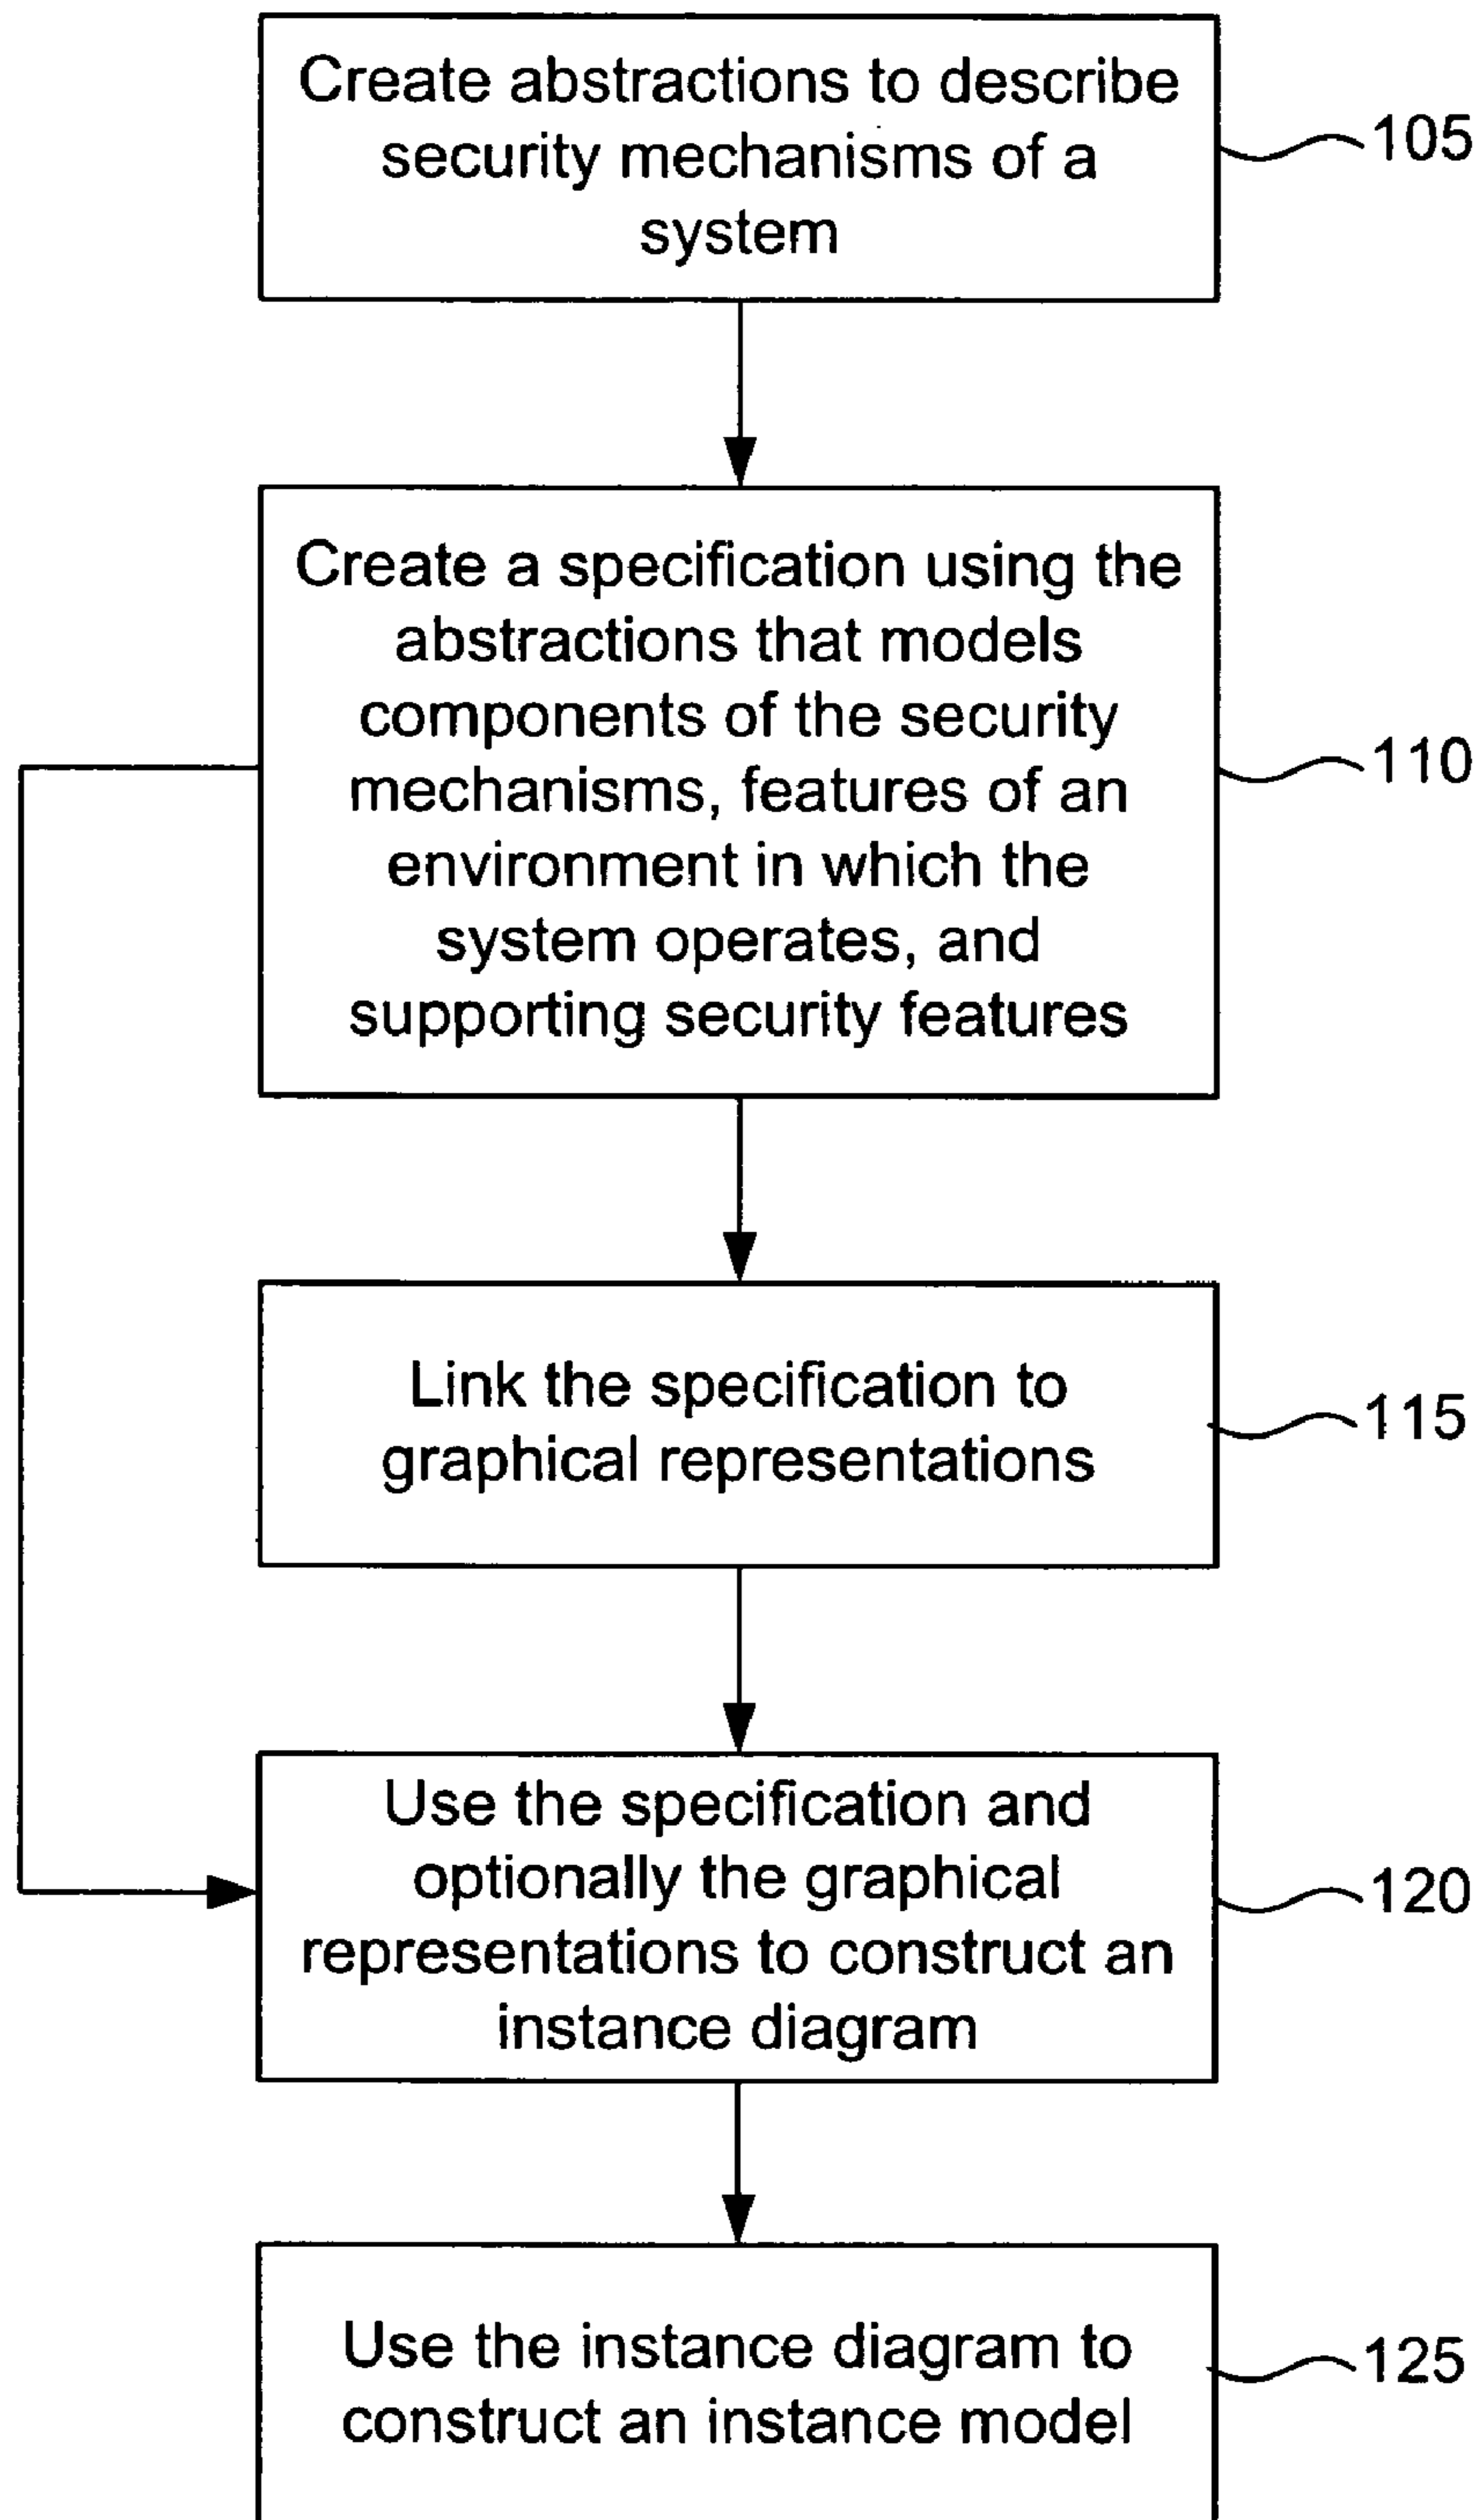 Create abstractions to describe
security mechanisms of a
system
105
Create a specification using the
abstractions that models
components of the security
mechanisms, features of an
environment in which the
system operates, and
supporting security features
110
Link the specification to
graphical representations
115
Use the specification and
optionally the graphical
representations to construct an
instance diagram
120
Use the instance diagram to
construct an instance model
125